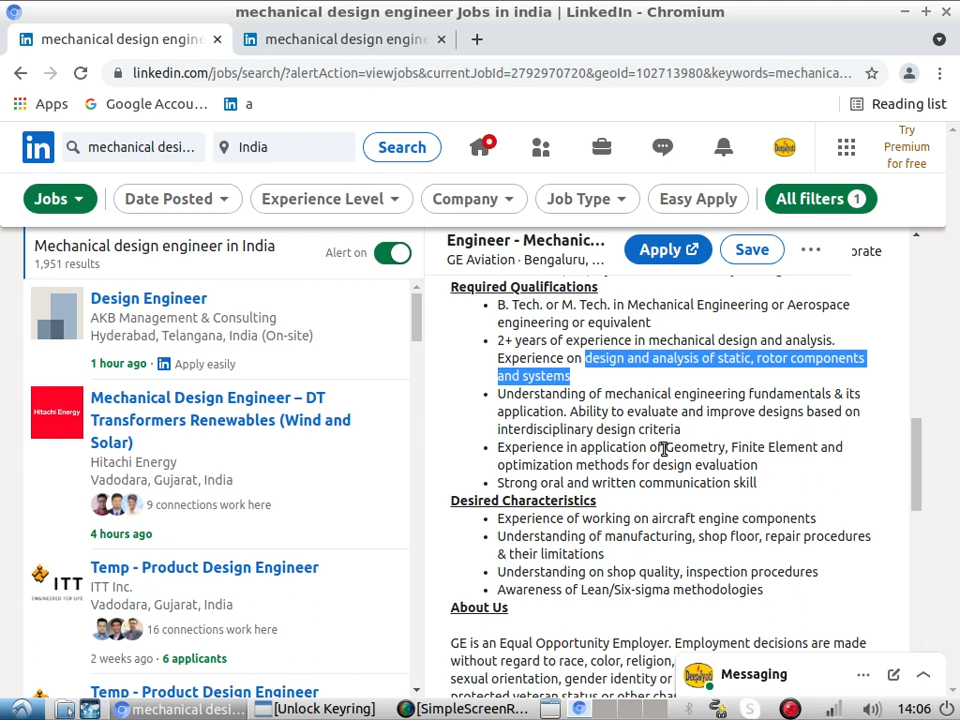 mechanical design engineer Jobs in india | LinkedIn - Chromium
mechanical design engine
mechanical design engine
linkedin.com/jobs/search/?alertAction=viewjobs&currentJobId=2792970720&geoId=102713980&keywords=mechanica...
Apps
Google Accou...
a
Reading list
in
mechanical desi...
India
Search
Try
Premium
for free
Jobs
Date Posted
Experience Level
Company
Job Type
Easy Apply
All filters 1
Mechanical design engineer in India
1,951 results
Alert on
Design Engineer
AKB Management & Consulting
Hyderabad, Telangana, India (On-site)
1 hour ago · Apply easily
Hitachi Energy
Mechanical Design Engineer – DT
Transformers Renewables (Wind and
Solar)
Hitachi Energy
Vadodara, Gujarat, India
9 connections work here
4 hours ago
ITT
ENGINEERED FOR LIFE
Temp - Product Design Engineer
ITT Inc.
Vadodara, Gujarat, India
16 connections work here
2 weeks ago · 6 applicants
Temp - Product Design Engineer
Engineer - Mechanic...
GE Aviation · Bengaluru, ...
Apply
Save
orate
Required Qualifications
B. Tech. or M. Tech. in Mechanical Engineering or Aerospace
engineering or equivalent
2+ years of experience in mechanical design and analysis.
Experience on design and analysis of static, rotor components
and systems
Understanding of mechanical engineering fundamentals & its
application. Ability to evaluate and improve designs based on
interdisciplinary design criteria
Experience in application of Geometry, Finite Element and
optimization methods for design evaluation
Strong oral and written communication skill
Desired Characteristics
Experience of working on aircraft engine components
Understanding of manufacturing, shop floor, repair procedures
& their limitations
Understanding on shop quality, inspection procedures
Awareness of Lean/Six-sigma methodologies
About Us
GE is an Equal Opportunity Employer. Employment decisions are made
without regard to race, color, religion,
sexual orientation, gender identity or
protected veteran status or other cha
Messaging
mechanical desi...
[Unlock Keyring]
[SimpleScreenR...
14:06